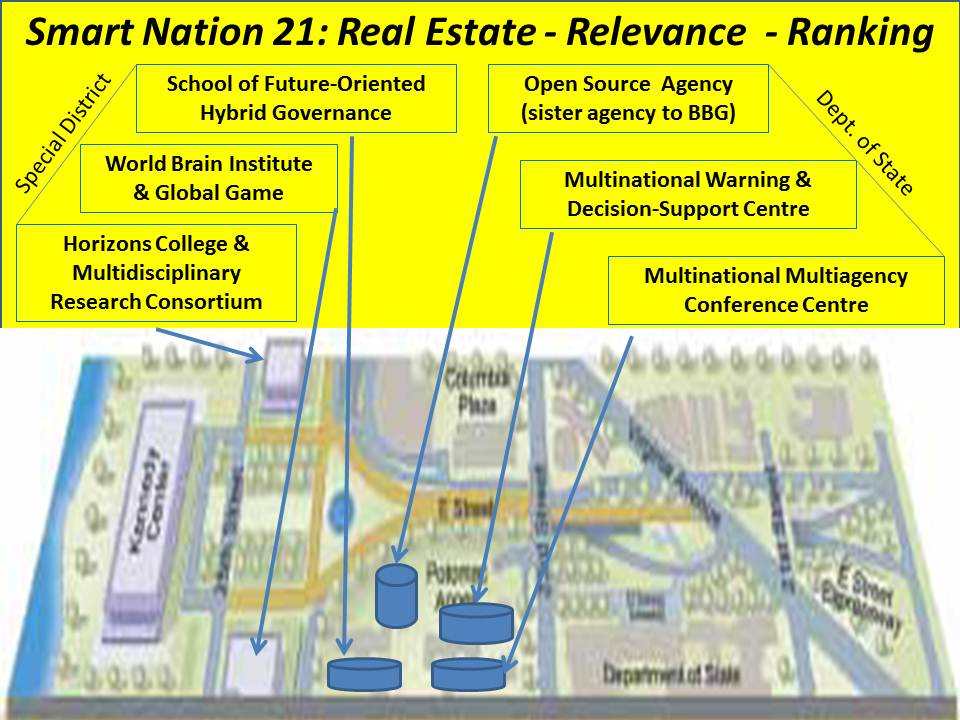 Smart Nation 21: Real Estate - Relevance - Ranking
Special District
School of Future-Oriented
Hybrid Governance
Open Source Agency
(sister agency to BBG)
Dept. of State
World Brain Institute
& Global Game
Multinational Warning &
Decision-Support Centre
Horizons College &
Multidisciplinary
Research Consortium
Multinational Multiagency
Conference Centre
Columbia
Plaza
Kennedy
Center
Virginia Avenue
E Street
Street
Potomac
E Street
Expressway
Department of State